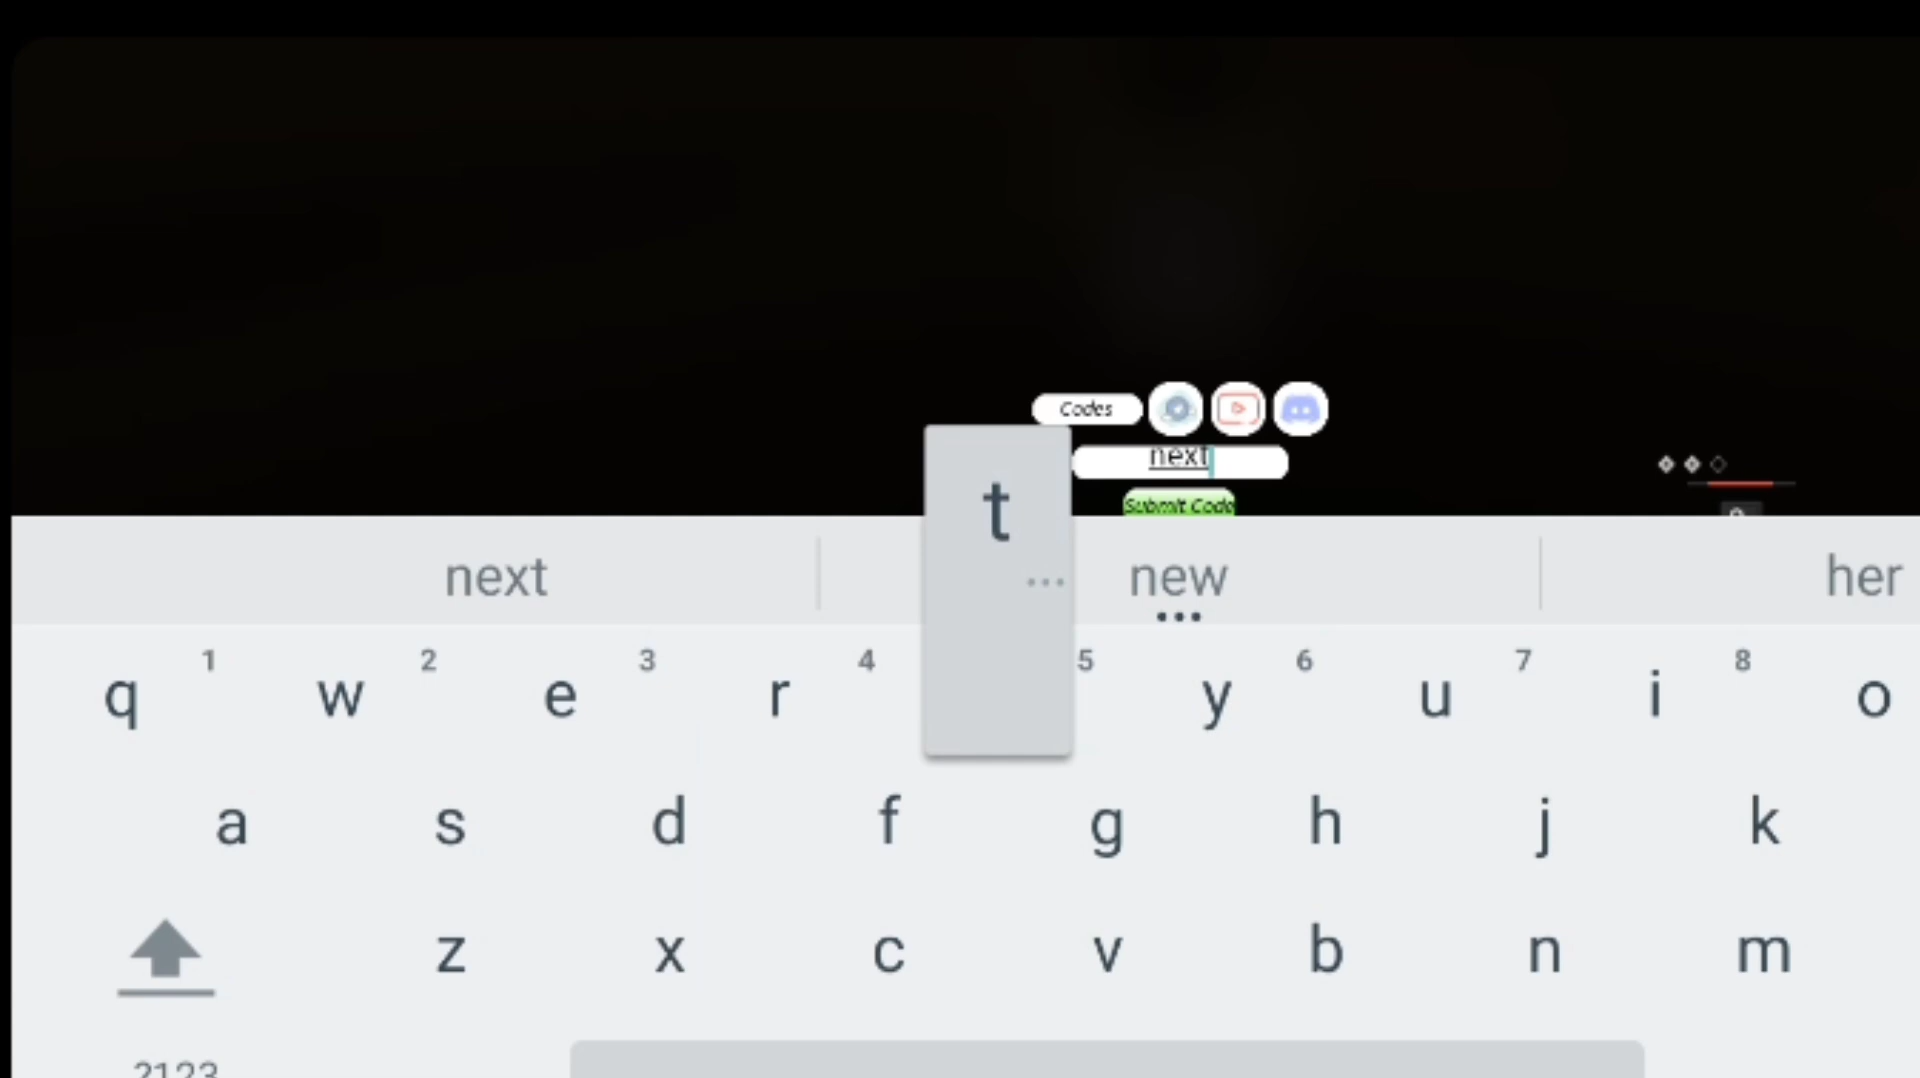 Codes
next
Submit Code
t
...
next
new
her
...
1 2 3 4 5 6 7 8
q w e r y u i o
a s d f g h j k
z x c v b n m
?123